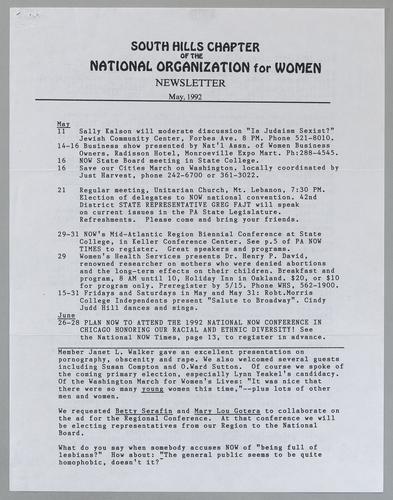 SOUTH HILLS CHAPTER
OF THE
NATIONAL ORGANIZATION for WOMEN
NEWSLETTER
May, 1992
May
11 Sally Kalson will moderate discussion "Is Judaism Sexist?"
Jewish Community Center, Forbes Ave. 8 PM. Phone 521-8010.
14-16 Business show presented by Nat'l Assn. of Women Business
Owners. Radisson Hotel, Monroeville Expo Mart. Ph:288-4545.
16 NOW State Board meeting in State College.
16 Save our Cities March on Washington, locally coordinated by
Just Harvest, phone 242-6700 or 361-3022.
21 Regular meeting, Unitarian Church, Mt. Lebanon, 7:30 PM.
Election of delegates to NOW national convention. 42nd
District STATE REPRESENTATIVE GREG FAJT will speak
on current issues in the PA State Legislature.
Refreshments. Please come and bring your friends.
29-31 NOW's Mid-Atlantic Region Biennial Conference at State
College, in Keller Conference Center. See p.5 of PA NOW
TIMES to register. Great speakers and programs.
29 Women's Health Services presents Dr. Henry P. David,
renowned researcher on mothers who were denied abortions
and the long-term effects on their children. Breakfast and
program, 8 AM until 10, Holiday Inn in Oakland. $20, or $10
for program only. Preregister by 5/15. Phone WHS, 562-1900.
15-31 Fridays and Saturdays in May and May 31: Robt.Morris
College Independents present "Salute to Broadway". Cindy
Judd Hill dances and sings.
June
26-28 PLAN NOW TO ATTEND THE 1992 NATIONAL NOW CONFERENCE IN
CHICAGO HONORING OUR RACIAL AND ETHNIC DIVERSITY! See
the National NOW Times, page 13, to register in advance.
Member Janet L. Walker gave an excellent presentation on
pornography, obscenity and rape. We also welcomed several guests
including Susan Compton and O.Ward Sutton. Of course we spoke of
the coming primary election, especially Lynn Yeakel's candidacy.
Of the Washington March for Women's Lives: "It was nice that
there were so many young women this time,"--plus lots of other
men and women.
We requested Betty Serafin and Mary Lou Gotera to collaborate on
the ad for the Regional Conference. At that conference we will
be electing representatives from our Region to the National
Board.
What do you say when somebody accuses NOW of "being full of
lesbians?" How about: "The general public seems to be quite
homophobic, doesn't it?"